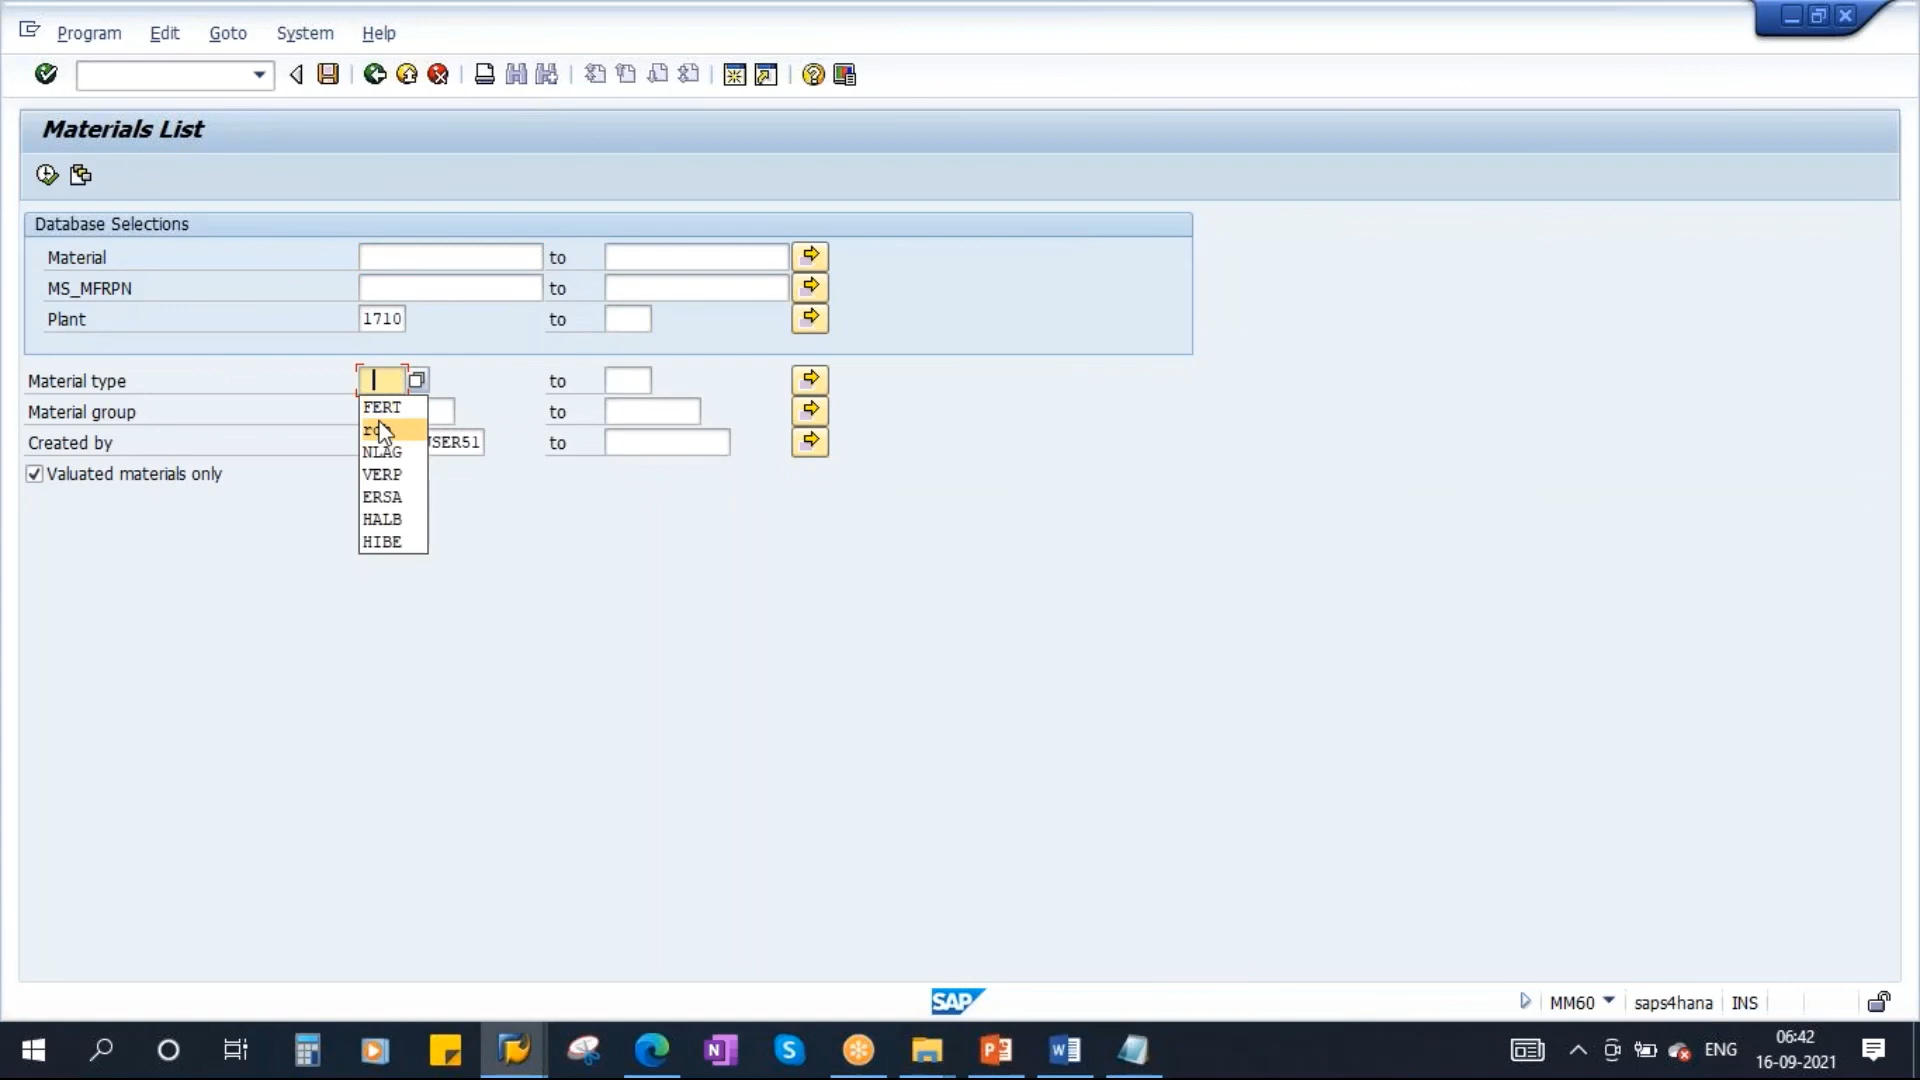 Program Edit Goto System Help
Materials List
Database Selections
Material to
MS_MFRPN to
Plant 1710 to
Material type to
FERT
Material group to
Created by USER51 to
NLAG
Valuated materials only
VERP
ERSA
HALB
HIBE
SAP
MM60 saps4hana INS
06:42
ENG
16-09-2021